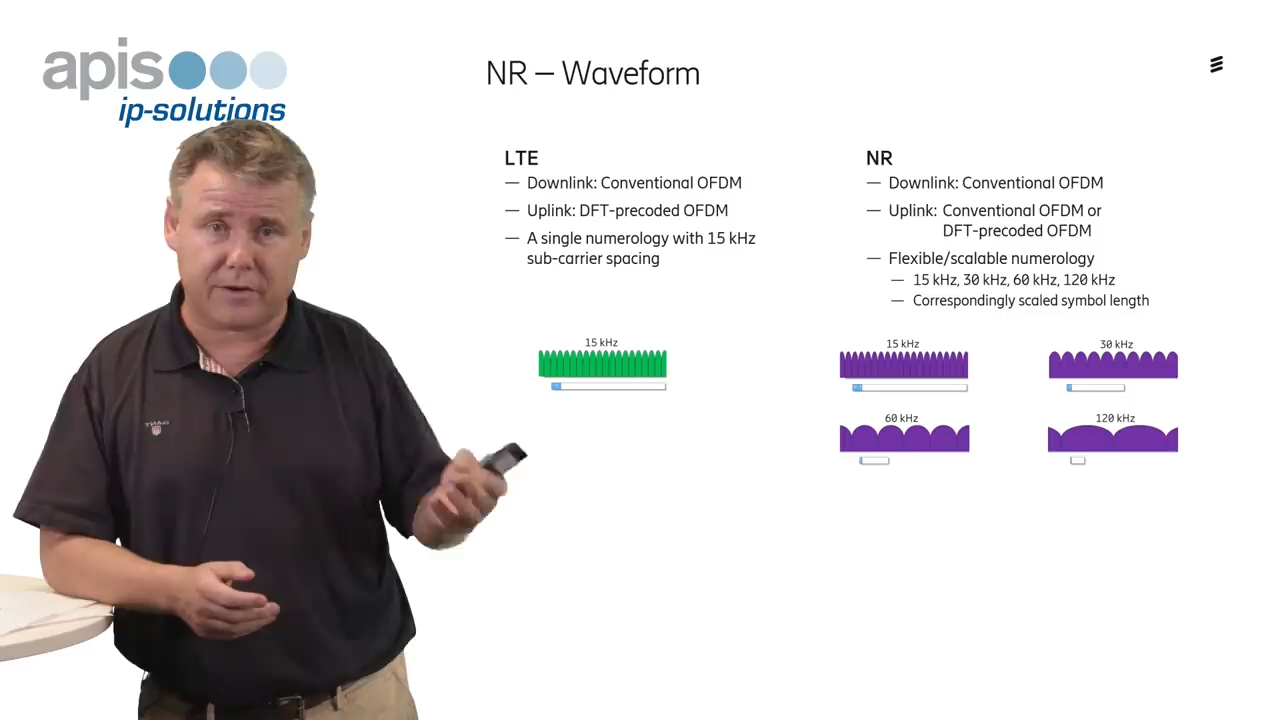 apis
ip-solutions
NR – Waveform
LTE
— Downlink: Conventional OFDM
— Uplink: DFT-precoded OFDM
— A single numerology with 15 kHz
sub-carrier spacing
15 kHz
NR
— Downlink: Conventional OFDM
— Uplink: Conventional OFDM or
DFT-precoded OFDM
— Flexible/scalable numerology
— 15 kHz, 30 kHz, 60 kHz, 120 kHz
— Correspondingly scaled symbol length
15 kHz
30 kHz
60 kHz
120 kHz